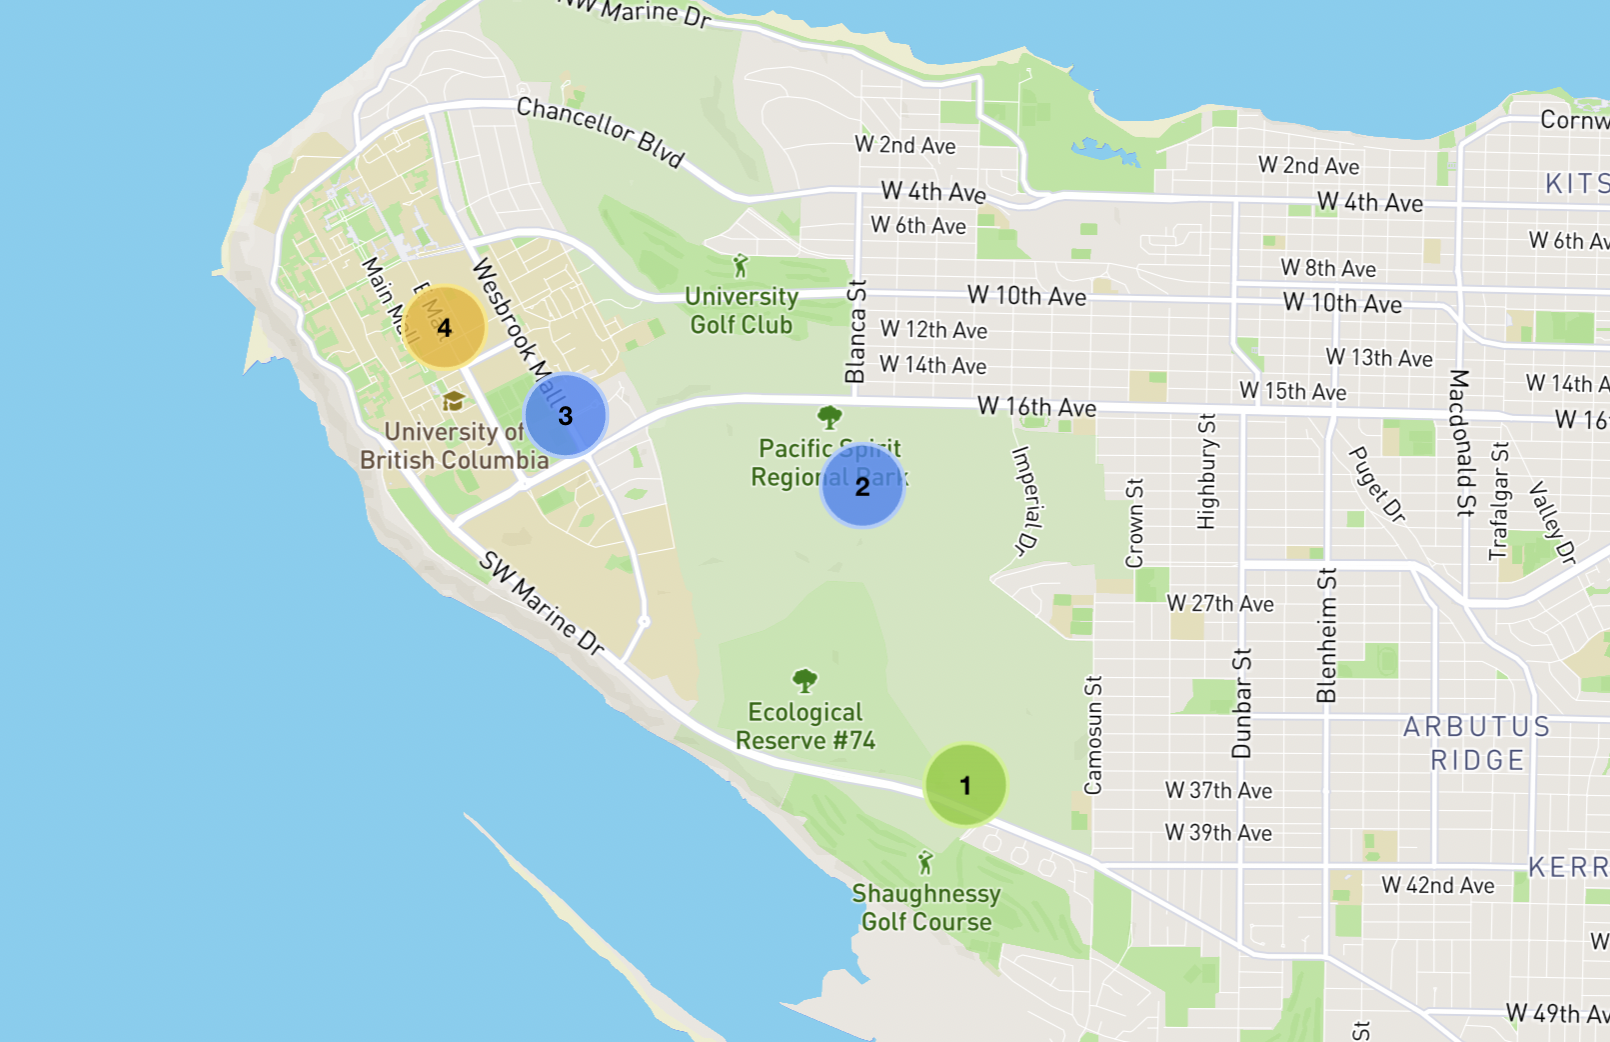 NW Marine Dr
Chancellor Blvd
Cornw
W 2nd Ave
W 2nd Ave
W 4th Ave
W 4th Ave
KITS
W 6th Ave
W 6th Av
Main Mall
E Mall
Wesbrook Mall
University
Golf Club
W 8th Ave
W 10th Ave
W 10th Ave
Blanca St
W 12th Ave
W 13th Ave
W 14th Ave
W 14th A
W 15th Ave
W 16th Ave
W 16
4
3
2
1
University of
British Columbia
Pacific Spirit
Regional Park
Imperial Dr
Crown St
Highbury St
Puget Dr
Macdonald St
Trafalgar St
Valley Dr
SW Marine Dr
W 27th Ave
Blenheim St
Dunbar St
Camosun St
Ecological
Reserve #74
ARBUTUS
RIDGE
W 37th Ave
W 39th Ave
Shaughnessy
Golf Course
KERR
W 42nd Ave
W
W 49th Av
St